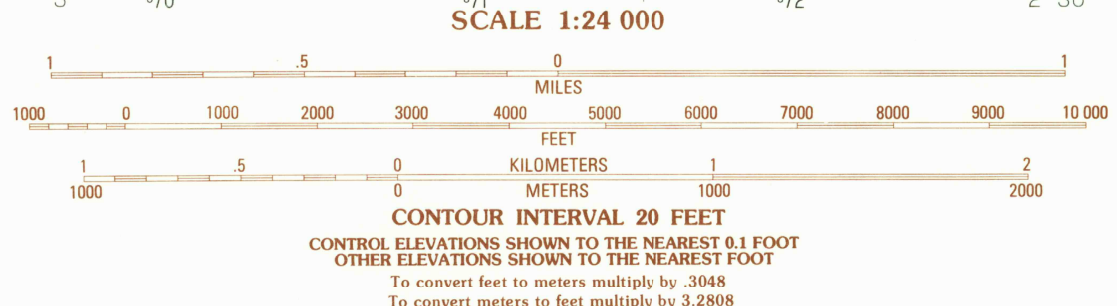 SCALE 1:24 000
1 .5 0 1
MILES
1000 0 1000 2000 3000 4000 5000 6000 7000 8000 9000 10 000
FEET
1 .5 0 KILOMETERS 1 2
1000 0 METERS 1000 2000
CONTOUR INTERVAL 20 FEET
CONTROL ELEVATIONS SHOWN TO THE NEAREST 0.1 FOOT
OTHER ELEVATIONS SHOWN TO THE NEAREST FOOT
To convert feet to meters multiply by .3048
To convert meters to feet multiply by 3.2808